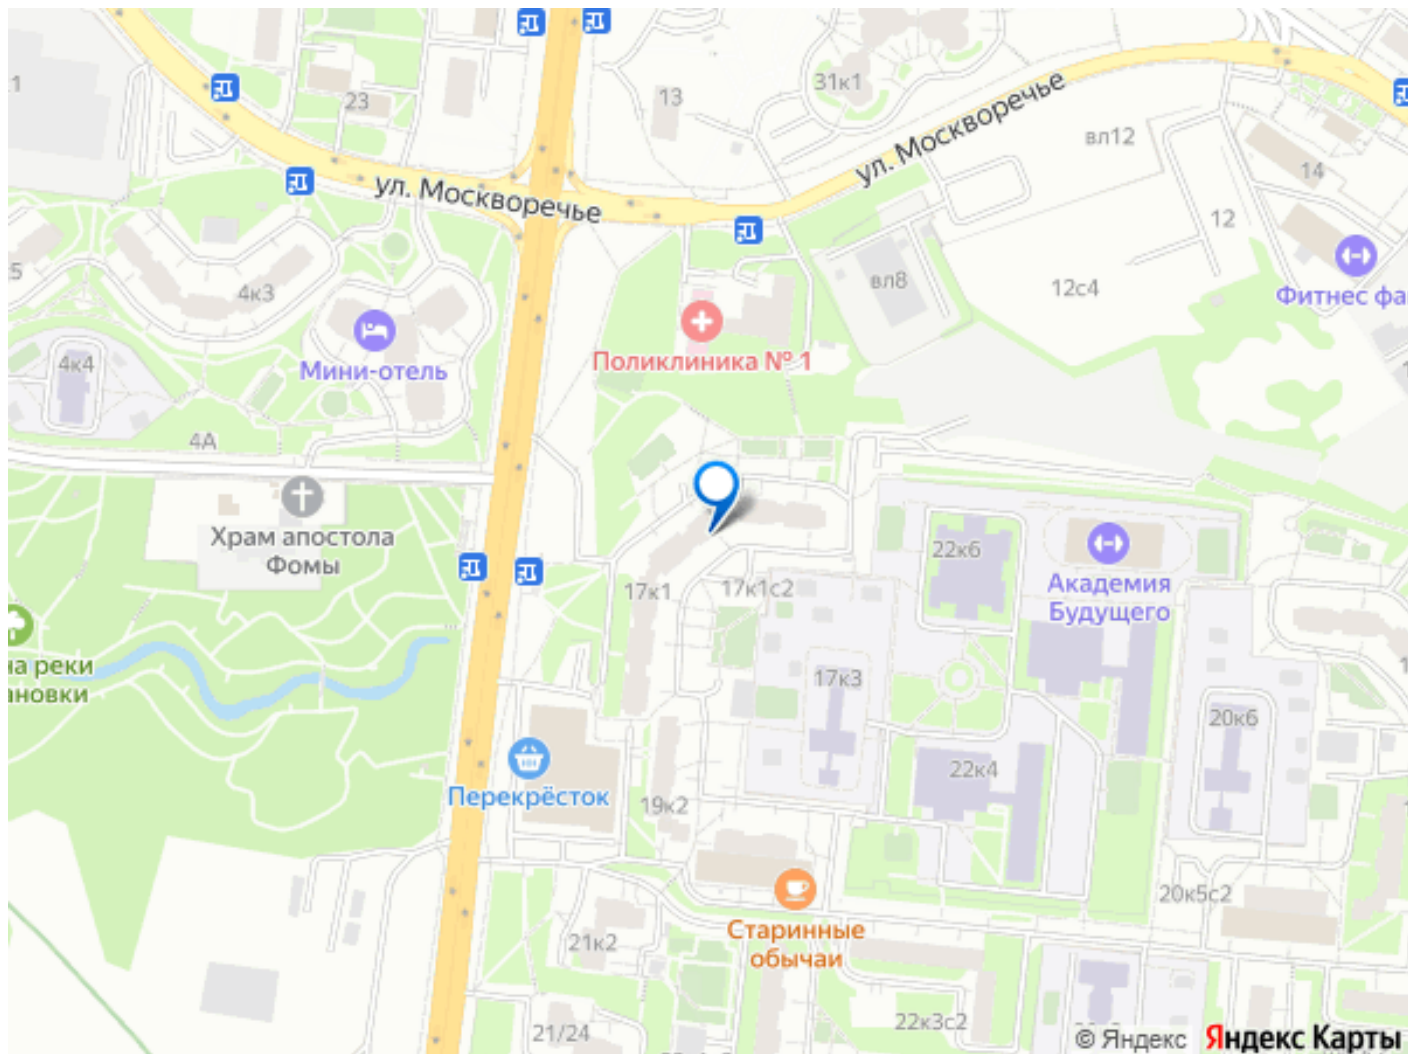 23
13
31к1
ул. Москворечье
вл12
14
ул. Москворечье
12
4к3
вл8
12с4
Фитнес фа
Поликлиника № 1
Мини-отель
4к4
4А
Храм апостола
Фомы
22к6
Академия
Будущего
17к1
17к1с2
на реки
ановки
17к3
20к6
22к4
Перекрёсток
19к2
20к5с2
Старинные
обычаи
21к2
22к3с2
21/24
© Яндекс
Яндекс Карты